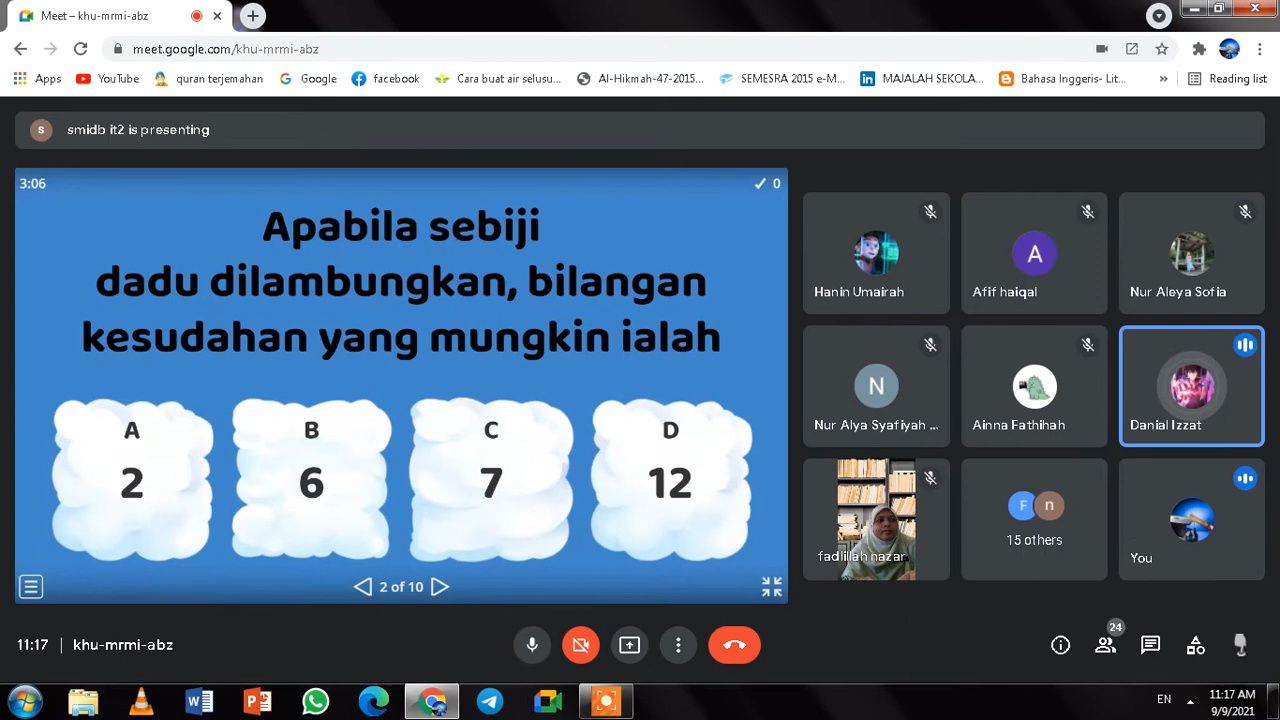 Meet – khu-mrmi-abz
meet.google.com/khu-mrmi-abz
Apps YouTube quran terjemahan Google facebook Cara buat air selusu... Al-Hikmah-47-2015... SEMESRA 2015 e-M... MAJALAH SEKOLA... Bahasa Inggeris- Lit... » Reading list
s smidb it2 is presenting
3:06 ✓ 0
Apabila sebiji
dadu dilambungkan, bilangan
kesudahan yang mungkin ialah
A B C D
2 6 7 12
2 of 10
Hanin Umairah
A
Afif haiqal
Nur Aleya Sofia
N
Nur Alya Syafiyah ...
Ainna Fathihah
Danial Izzat
fadlillah nazar
F n
15 others
You
11:17 | khu-mrmi-abz
24
EN
11:17 AM
9/9/2021